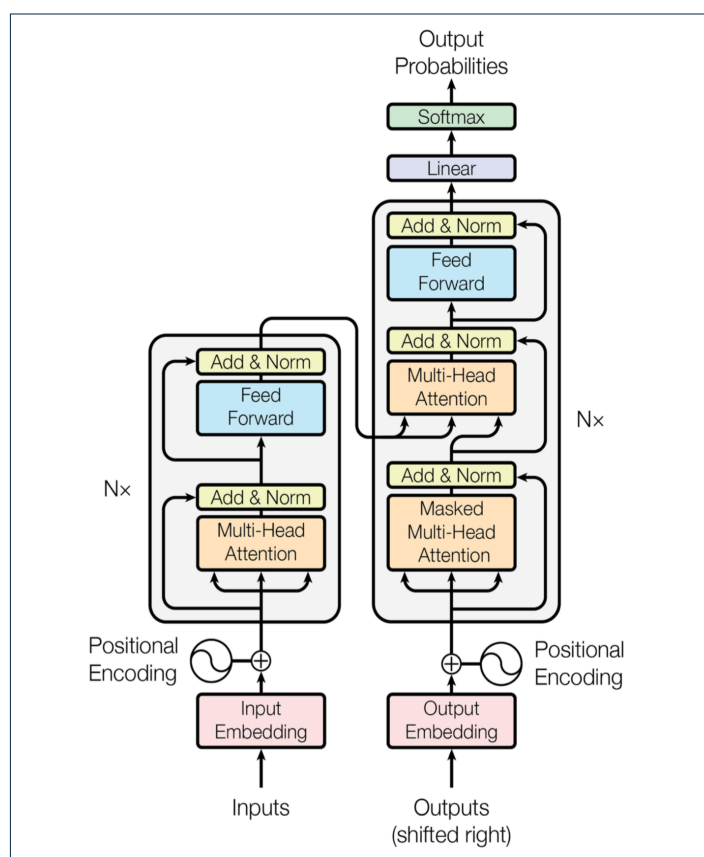 Output
Probabilities
Softmax
Linear
Add & Norm
Feed
Forward
Add & Norm
Multi-Head
Attention
Add & Norm
Masked
Multi-Head
Attention
N×
Add & Norm
Feed
Forward
Add & Norm
Multi-Head
Attention
N×
Positional
Encoding
Positional
Encoding
Input
Embedding
Output
Embedding
Inputs
Outputs
(shifted right)